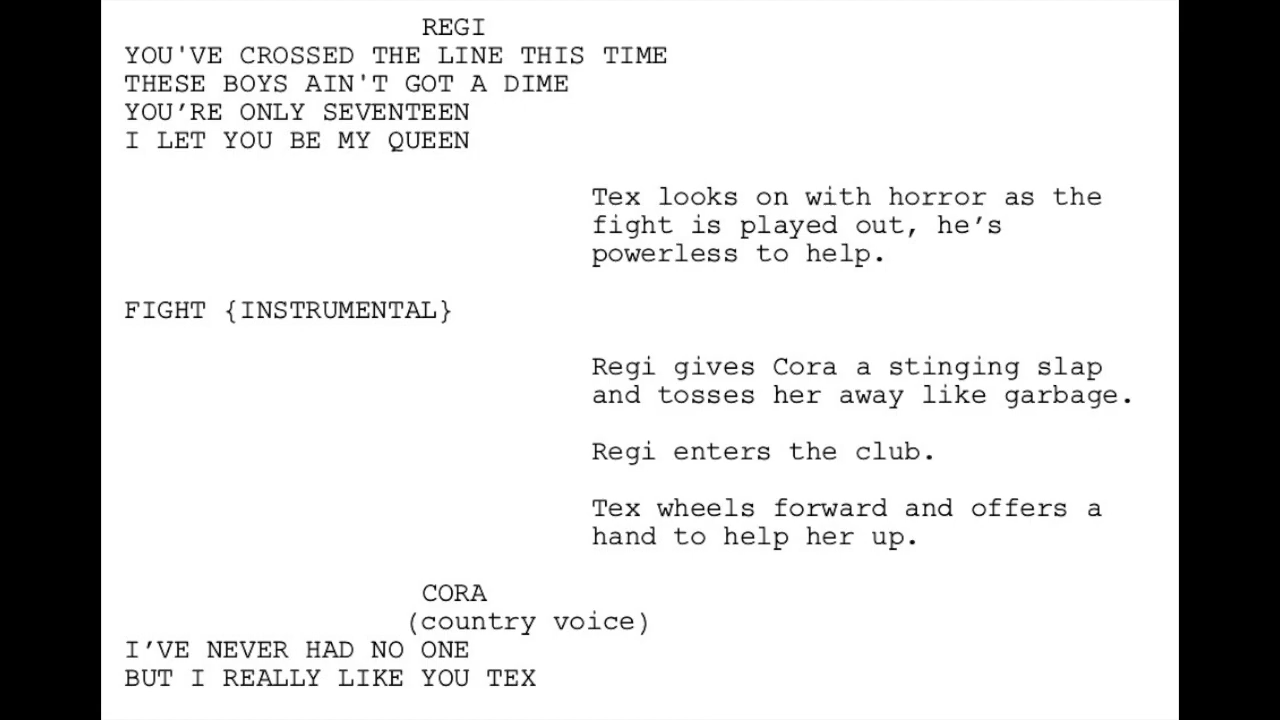 REGI
YOU'VE CROSSED THE LINE THIS TIME
THESE BOYS AIN'T GOT A DIME
YOU’RE ONLY SEVENTEEN
I LET YOU BE MY QUEEN
Tex looks on with horror as the
fight is played out, he’s
powerless to help.
FIGHT {INSTRUMENTAL}
Regi gives Cora a stinging slap
and tosses her away like garbage.
Regi enters the club.
Tex wheels forward and offers a
hand to help her up.
CORA
(country voice)
I’VE NEVER HAD NO ONE
BUT I REALLY LIKE YOU TEX